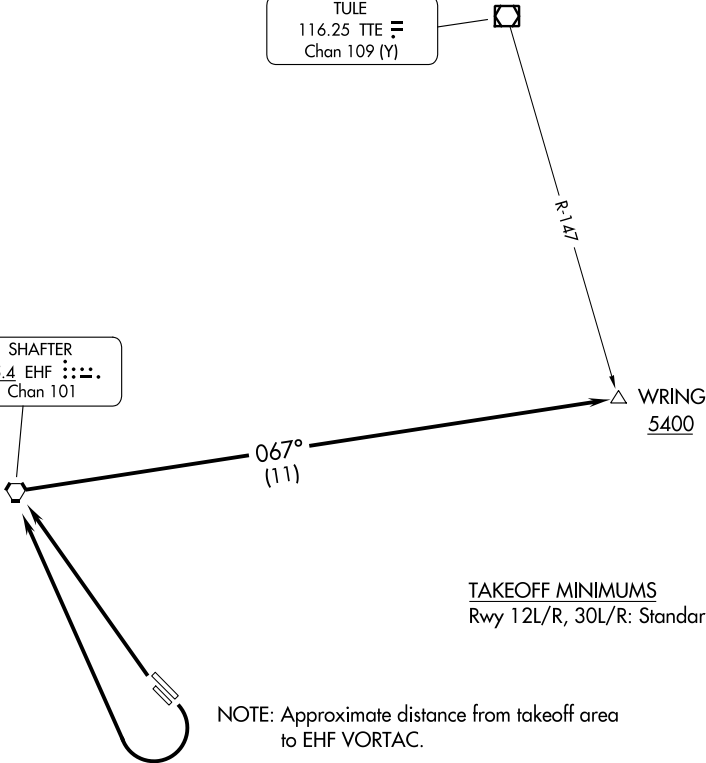 TULE
116.25 TTE
Chan 109 (Y)
R-147
SHAFTER
.4 EHF
Chan 101
WRING
5400
067°
(11)
TAKEOFF MINIMUMS
Rwy 12L/R, 30L/R: Standar
NOTE: Approximate distance from takeoff area
to EHF VORTAC.